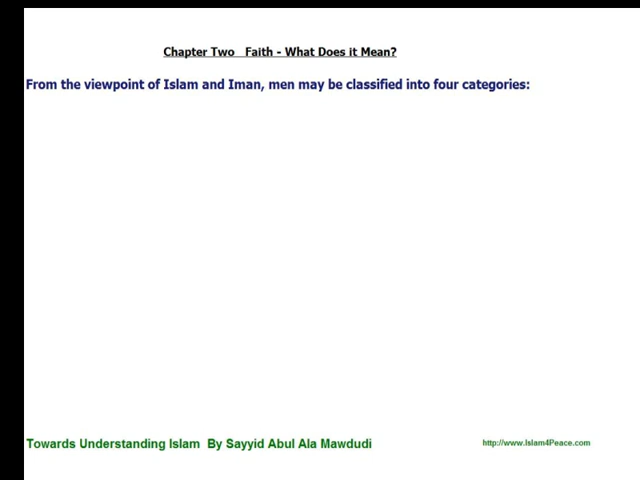 Chapter Two   Faith - What Does it Mean?
From the viewpoint of Islam and Iman, men may be classified into four categories:
Towards Understanding Islam  By Sayyid Abul Ala Mawdudi
http://www.Islam4Peace.com